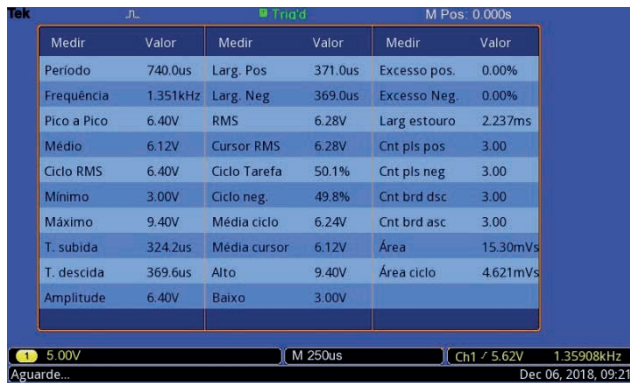 Tek Trig'd M Pos: 0.000s
Medir Valor Medir Valor Medir Valor
Período 740.0us Larg. Pos 371.0us Excesso pos. 0.00%
Frequência 1.351kHz Larg. Neg 369.0us Excesso Neg. 0.00%
Pico a Pico 6.40V RMS 6.28V Larg estouro 2.237ms
Médio 6.12V Cursor RMS 6.28V Cnt pls pos 3.00
Ciclo RMS 6.40V Ciclo Tarefa 50.1% Cnt pls neg 3.00
Mínimo 3.00V Ciclo neg. 49.8% Cnt brd dsc 3.00
Máximo 9.40V Média ciclo 6.24V Cnt brd asc 3.00
T. subida 324.2us Média cursor 6.12V Área 15.30mVs
T. descida 369.6us Alto 9.40V Área ciclo 4.621mVs
Amplitude 6.40V Baixo 3.00V
1 5.00V M 250us Ch1 / 5.62V 1.35908kHz
Aguarde... Dec 06, 2018, 09:21